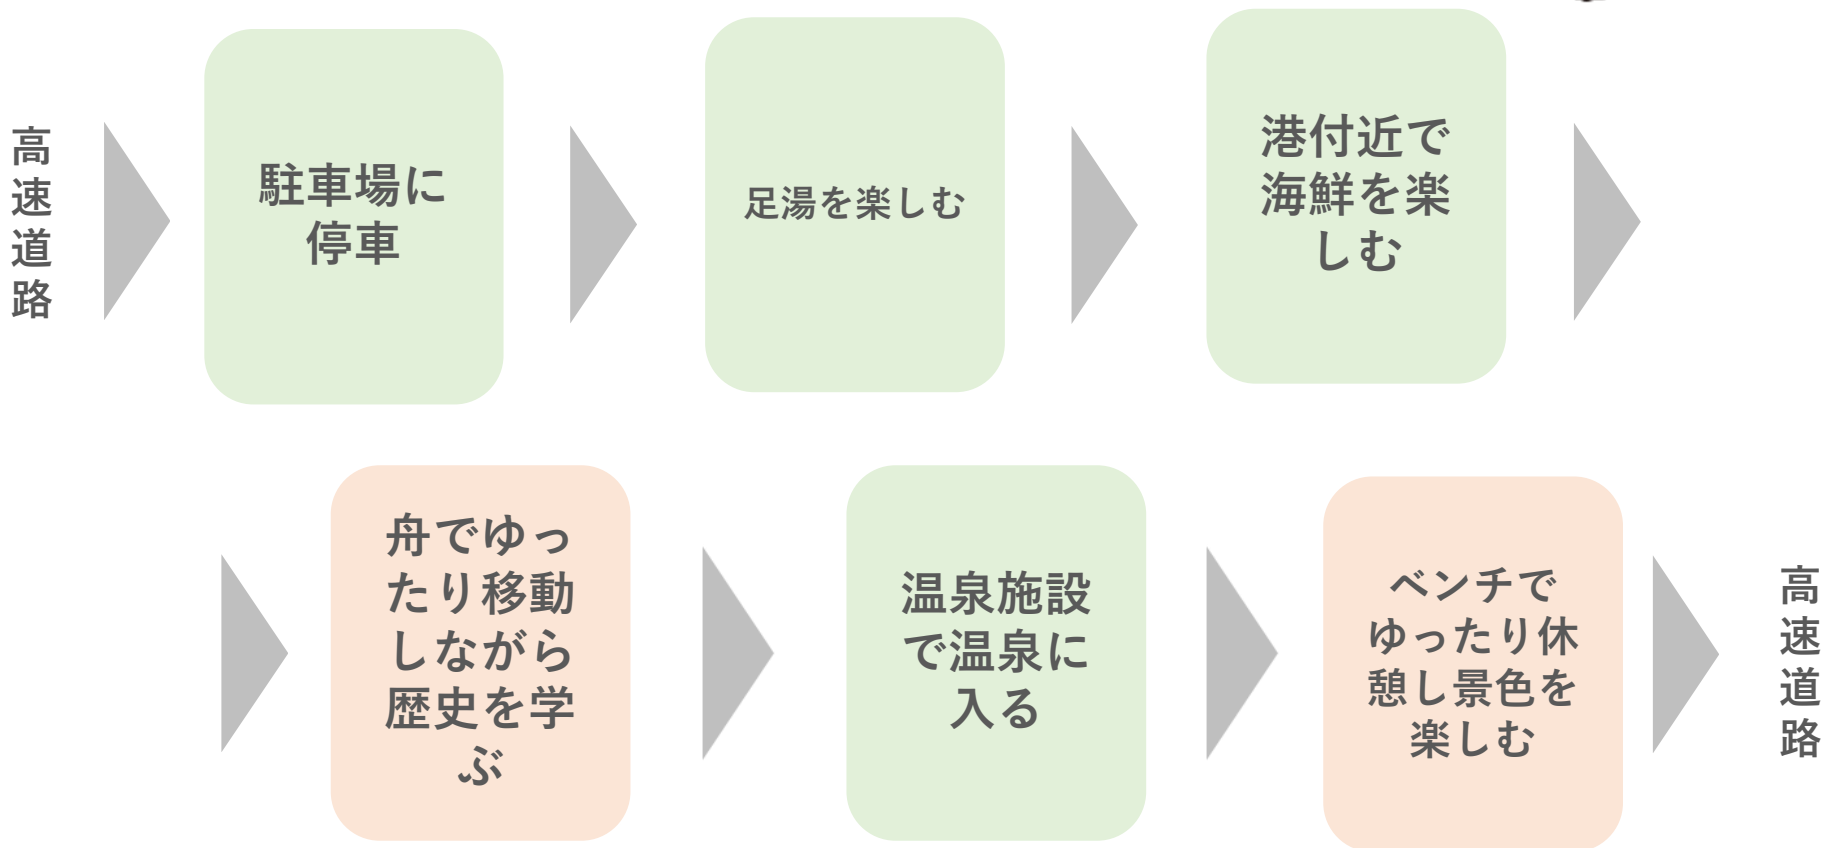 高速道路
駐車場に
停車
足湯を楽しむ
港付近で
海鮮を楽
しむ
舟でゆっ
たり移動
しながら
歴史を学
ぶ
温泉施設
で温泉に
入る
ベンチで
ゆったり休
憩し景色を
楽しむ
高速道路